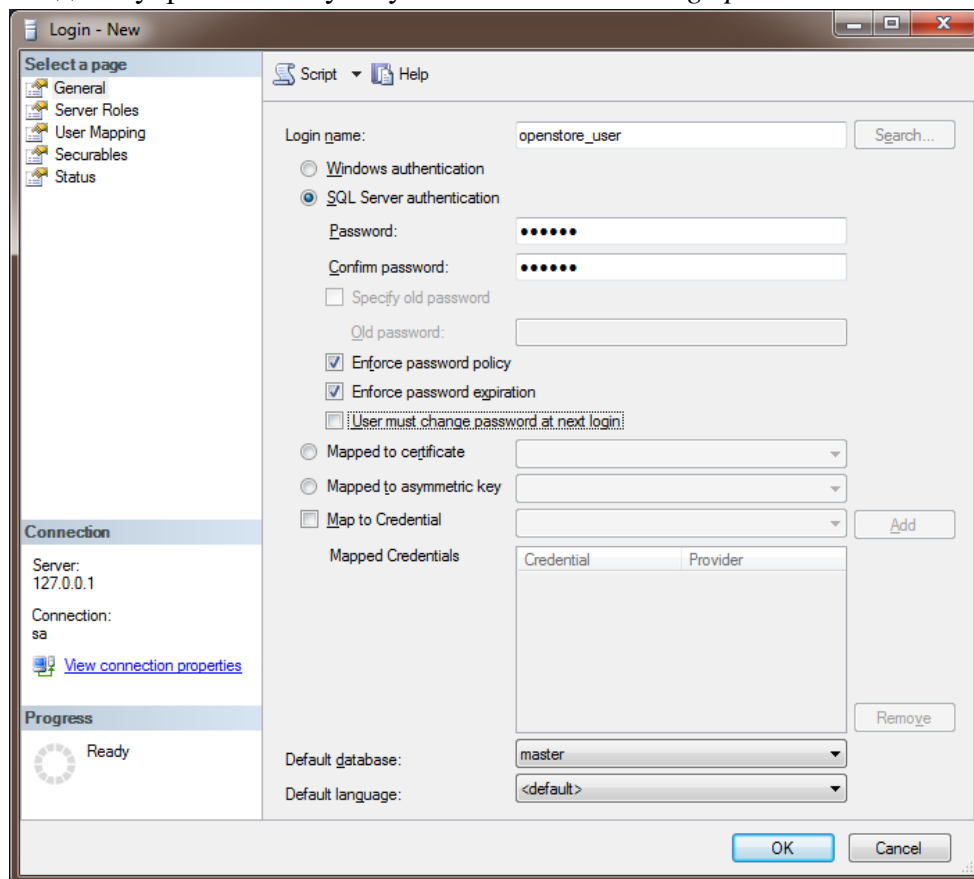 Login - New
Select a page
General
Server Roles
User Mapping
Securables
Status
Script Help
Login name: openstore_user Search...
Windows authentication
SQL Server authentication
Password: ●●●●●●
Confirm password: ●●●●●●
Specify old password
Old password:
Enforce password policy
Enforce password expiration
User must change password at next login
Mapped to certificate
Mapped to asymmetric key
Map to Credential Add
Mapped Credentials Credential Provider
Remove
Default database: master
Default language: <default>
Connection
Server:
127.0.0.1
Connection:
sa
View connection properties
Progress
Ready
OK Cancel